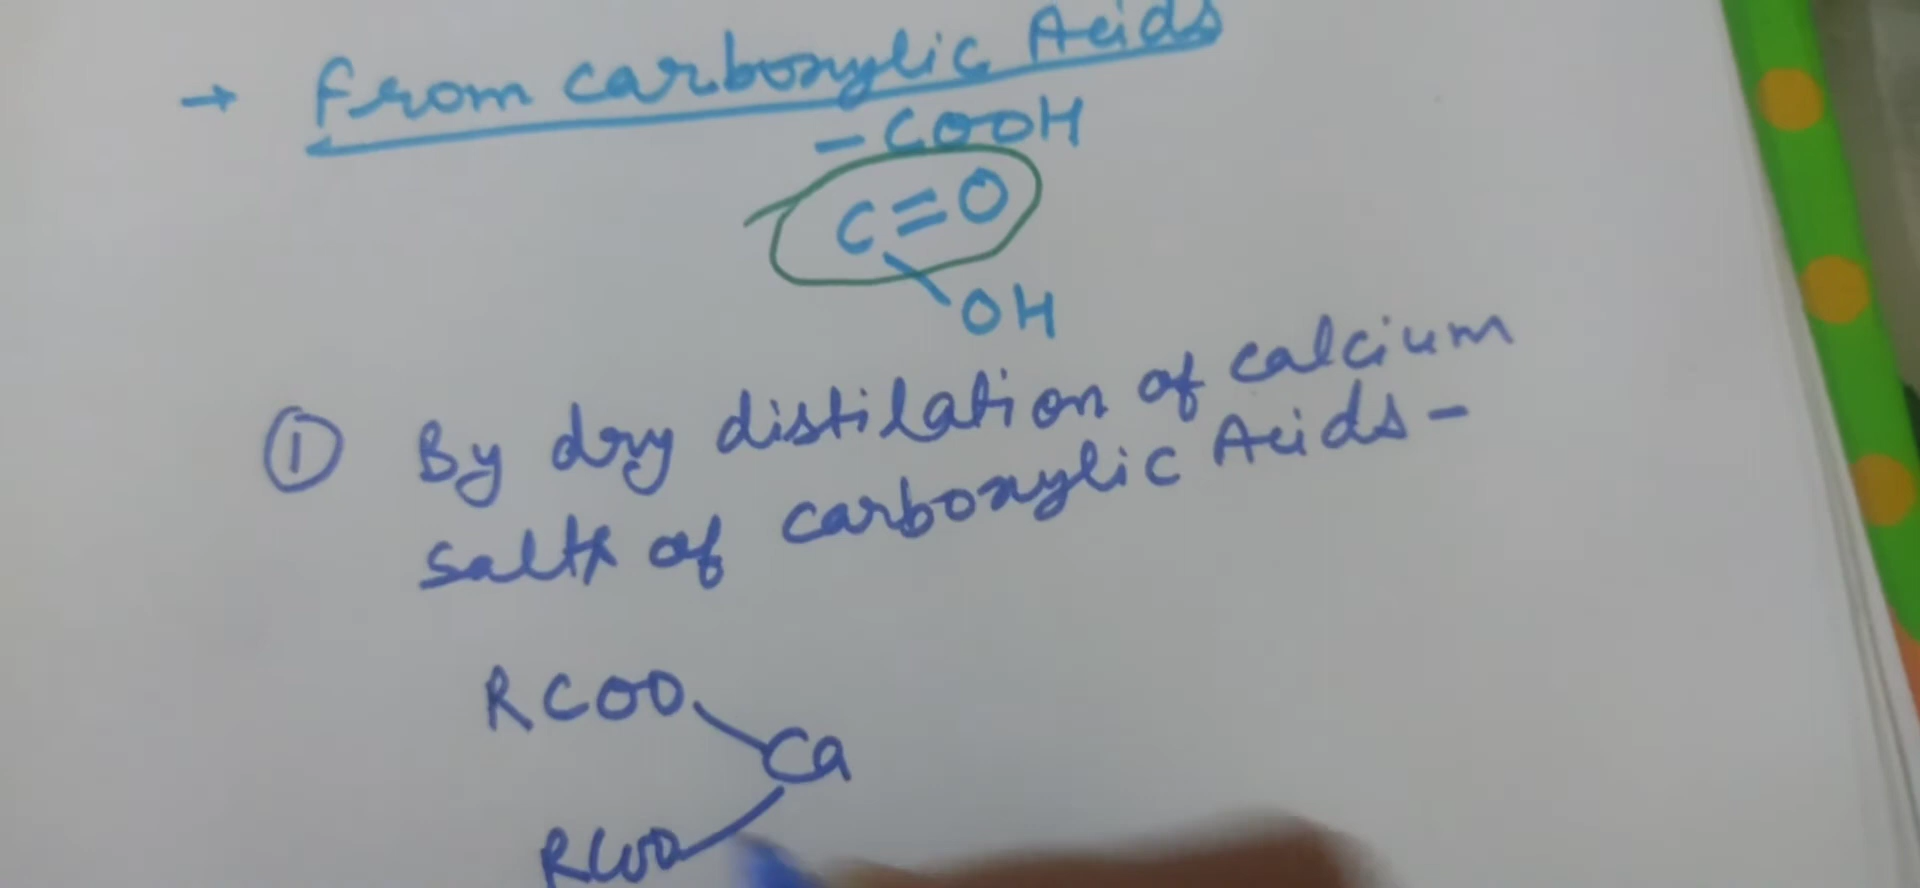 → From carboxylic Acids
- COOH
C=O
OH
① By dry distilation of calcium
salts of carboxylic Acids -
RCOO
Ca
RCOO